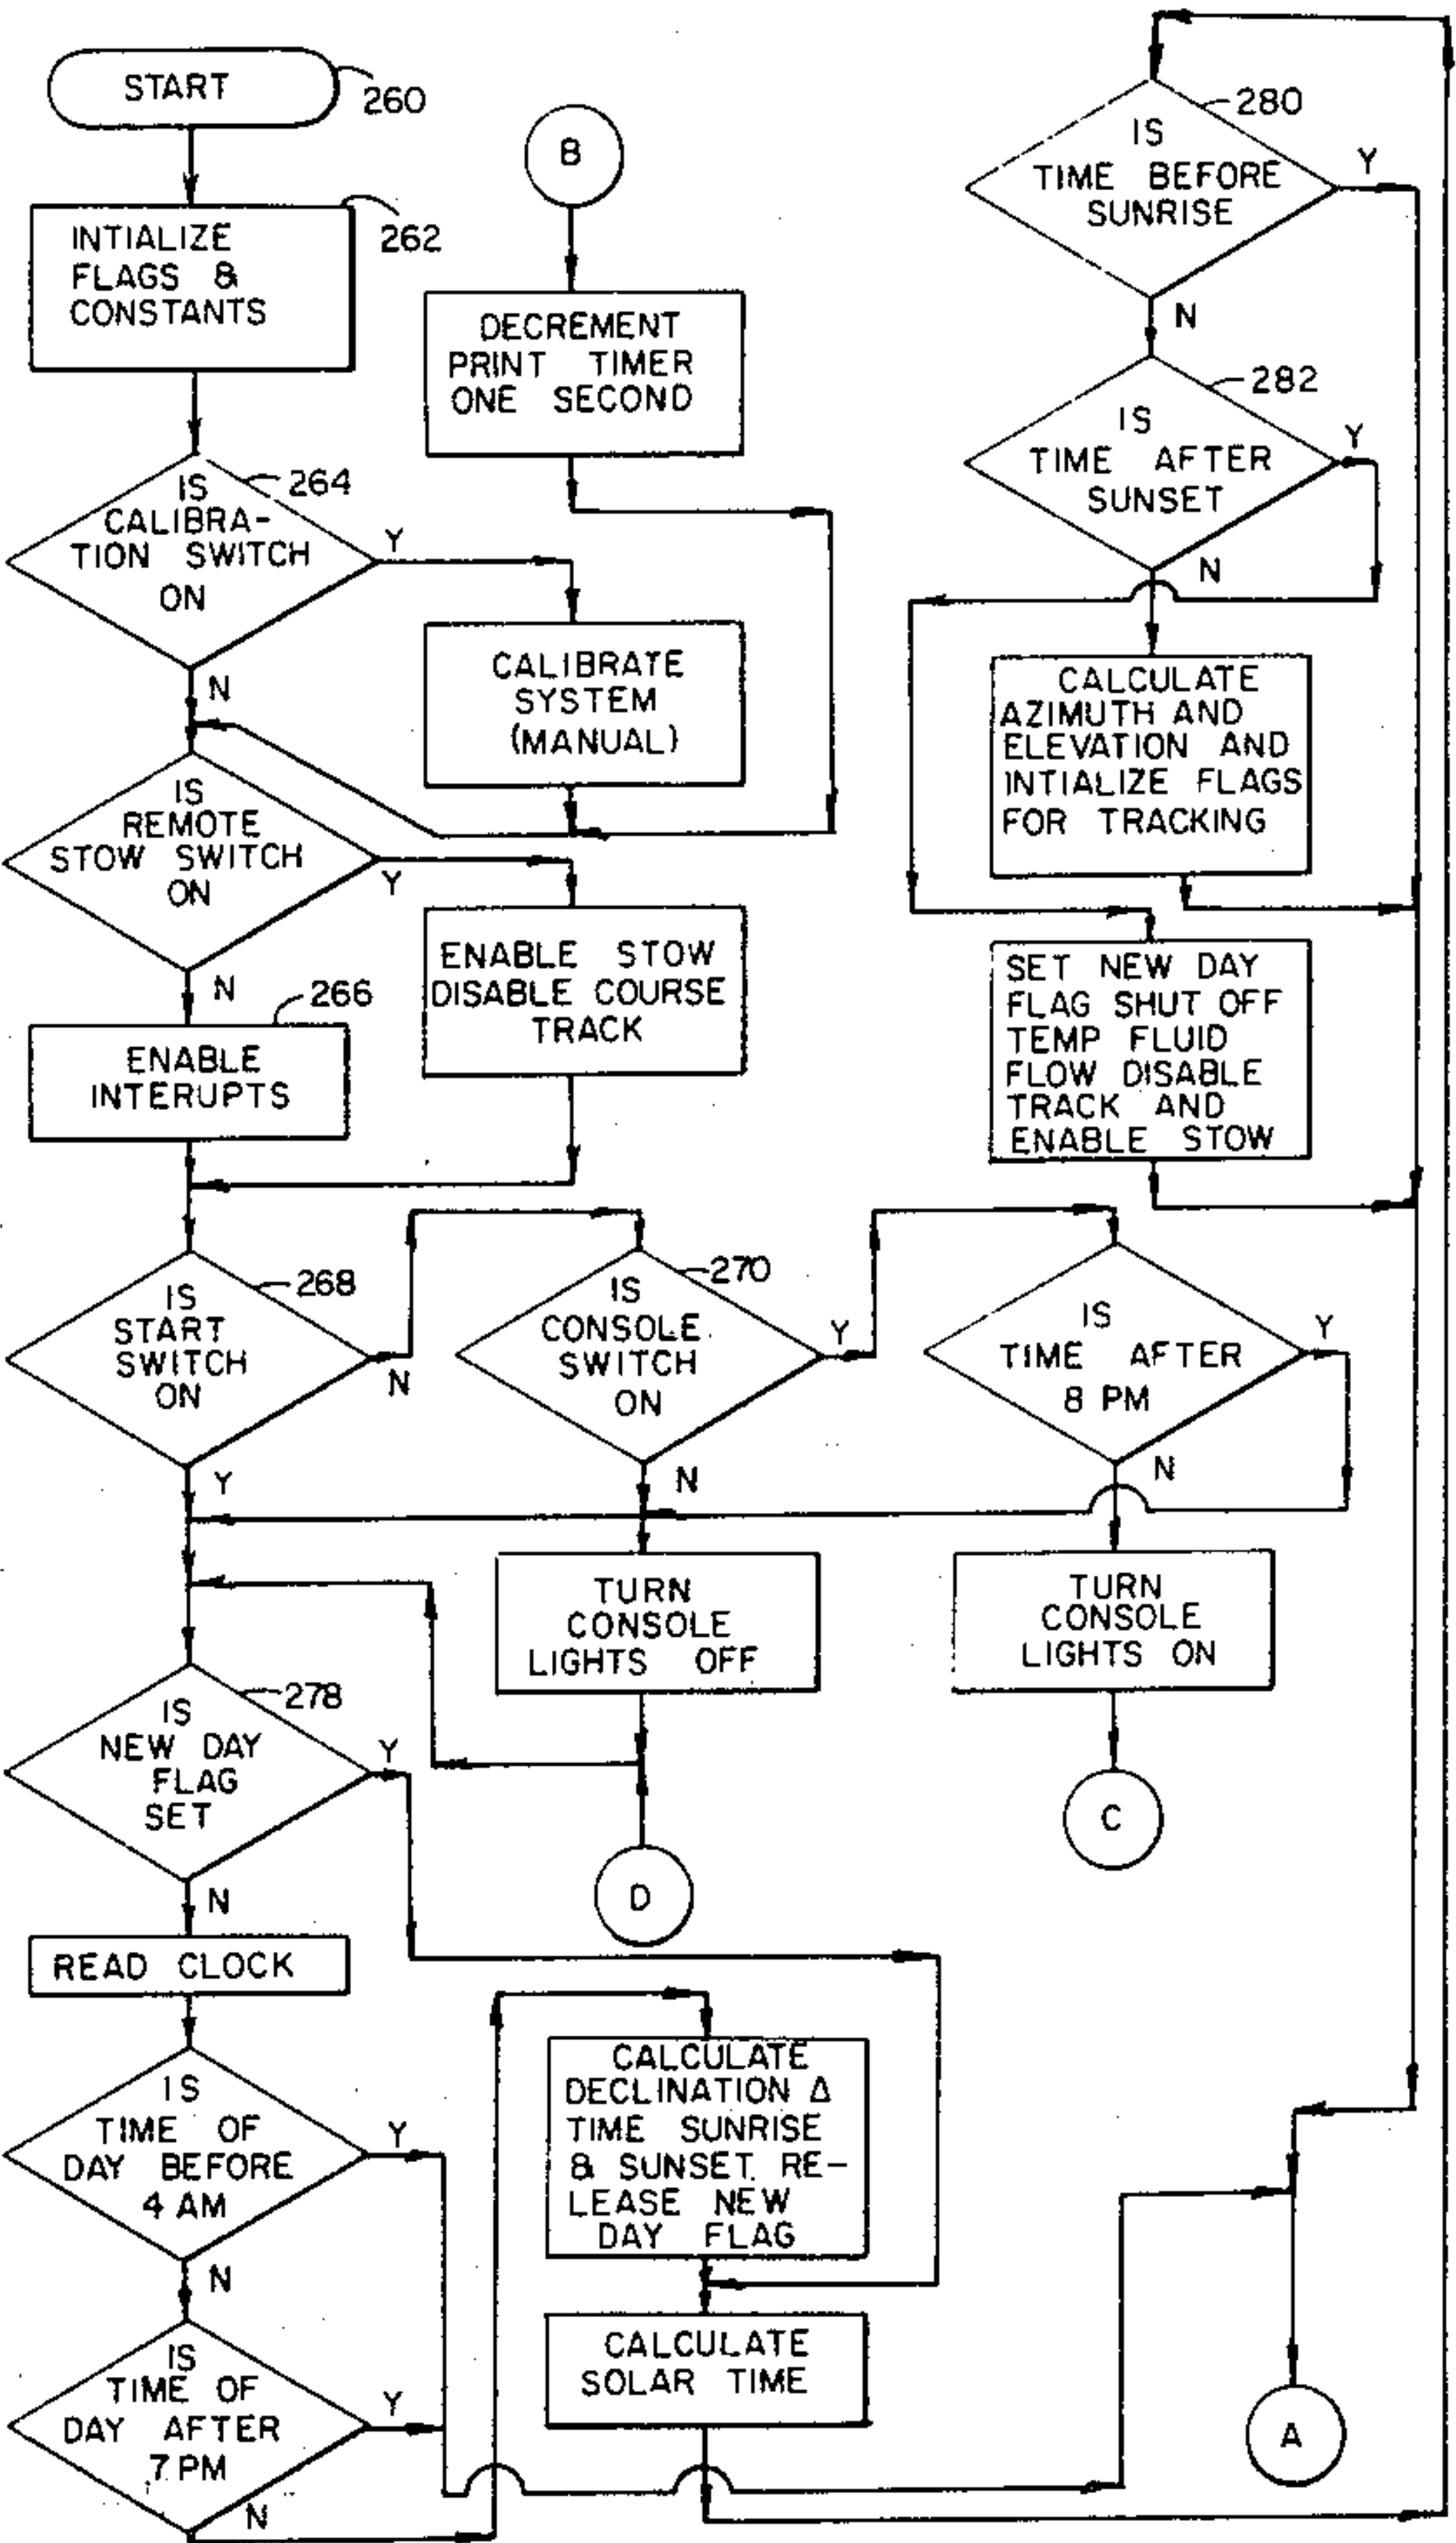 START
260
INTIALIZE
FLAGS &
CONSTANTS
262
IS
CALIBRA-
TION SWITCH
ON
264
Y
N
B
DECREMENT
PRINT TIMER
ONE SECOND
CALIBRATE
SYSTEM
(MANUAL)
IS
REMOTE
STOW SWITCH
ON
Y
N
ENABLE STOW
DISABLE COURSE
TRACK
266
ENABLE
INTERUPTS
IS
START
SWITCH
ON
268
N
Y
IS
CONSOLE
SWITCH
ON
270
Y
N
IS
TIME AFTER
8 PM
Y
N
TURN
CONSOLE
LIGHTS OFF
TURN
CONSOLE
LIGHTS ON
C
D
IS
NEW DAY
FLAG
SET
278
Y
N
READ CLOCK
IS
TIME OF
DAY BEFORE
4 AM
Y
N
IS
TIME OF
DAY AFTER
7 PM
Y
N
CALCULATE
DECLINATION Δ
TIME SUNRISE
& SUNSET. RE-
LEASE NEW
DAY FLAG
CALCULATE
SOLAR TIME
IS
TIME BEFORE
SUNRISE
280
Y
N
IS
TIME AFTER
SUNSET
282
Y
N
CALCULATE
AZIMUTH AND
ELEVATION AND
INTIALIZE FLAGS
FOR TRACKING
SET NEW DAY
FLAG SHUT OFF
TEMP FLUID
FLOW DISABLE
TRACK AND
ENABLE STOW
A